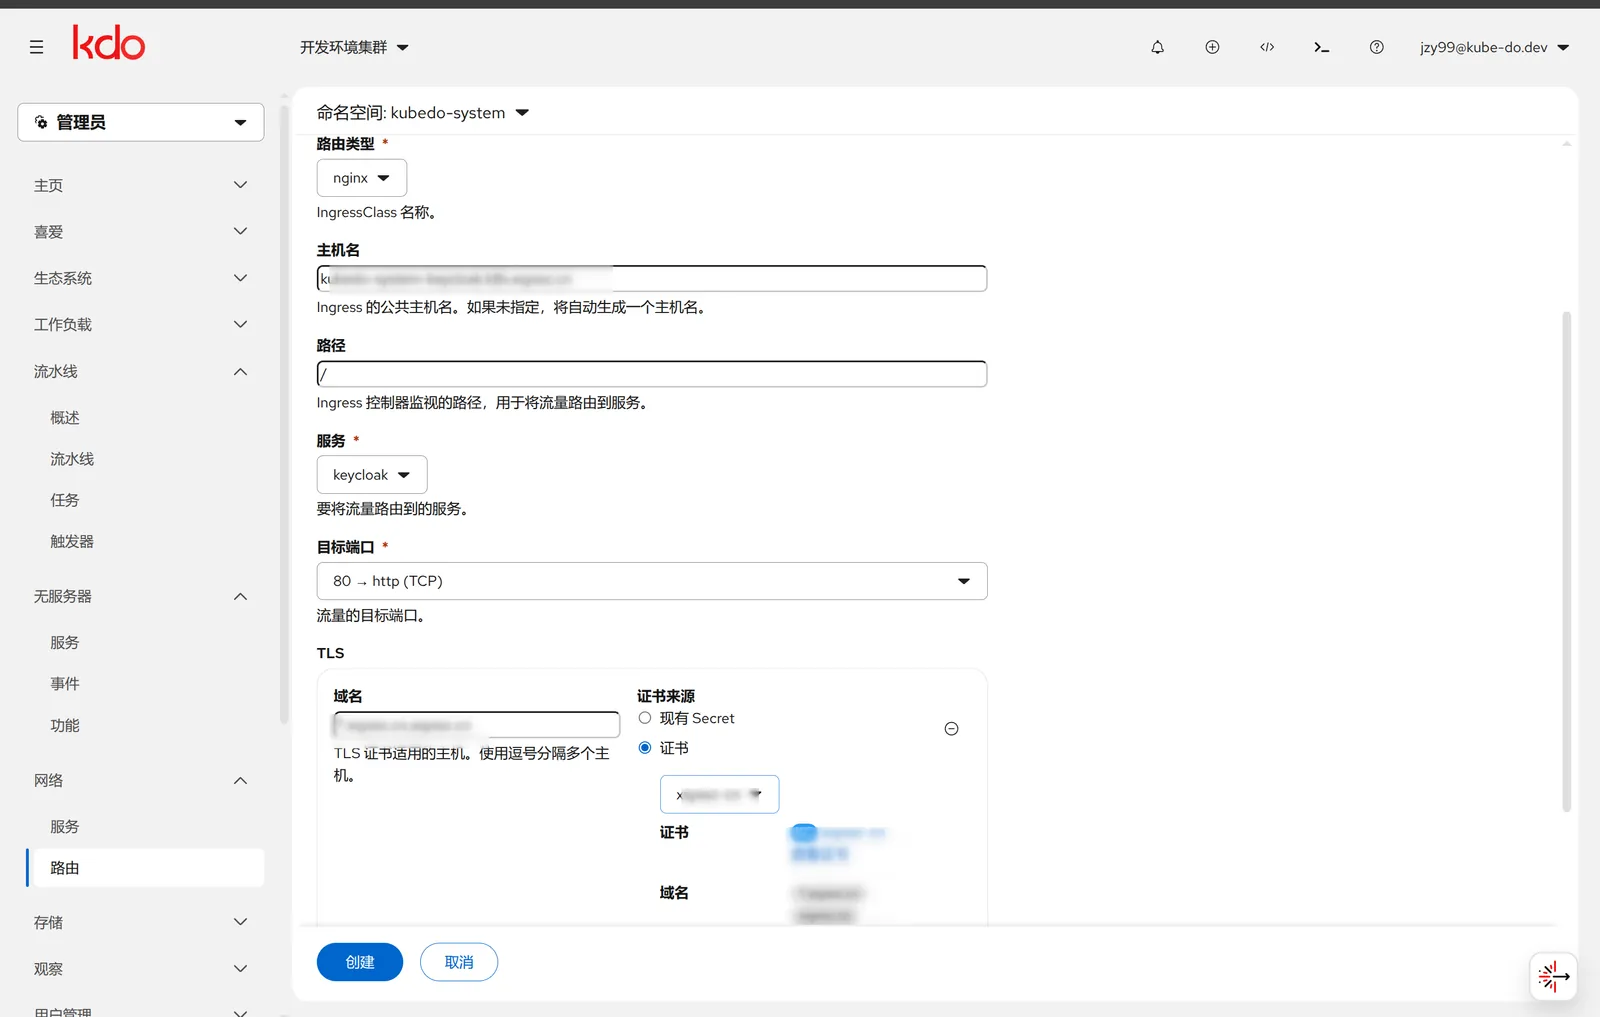 kdo
开发环境集群
jzy99@kube-do.dev
管理员
主页
喜爱
生态系统
工作负载
流水线
概述
流水线
任务
触发器
无服务器
服务
事件
功能
网络
服务
路由
存储
观察
用户管理
命名空间: kubedo-system
路由类型 *
nginx
IngressClass 名称。
主机名
Ingress 的公共主机名。如果未指定，将自动生成一个主机名。
路径
/
Ingress 控制器监视的路径，用于将流量路由到服务。
服务 *
keycloak
要将流量路由到的服务。
目标端口 *
80 → http (TCP)
流量的目标端口。
TLS
域名
TLS 证书适用的主机。使用逗号分隔多个主
机。
证书来源
现有 Secret
证书
证书
域名
创建
取消